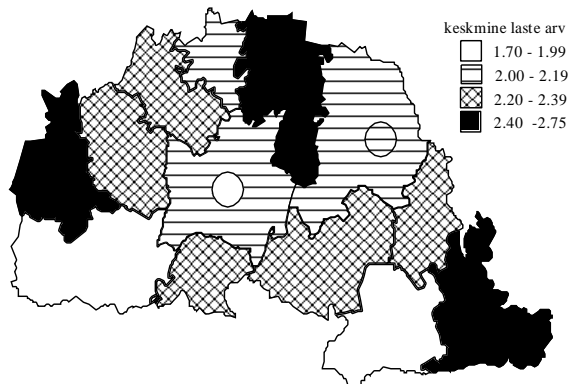 keskmine laste arv
1.70 - 1.99
2.00 - 2.19
2.20 - 2.39
2.40 -2.75